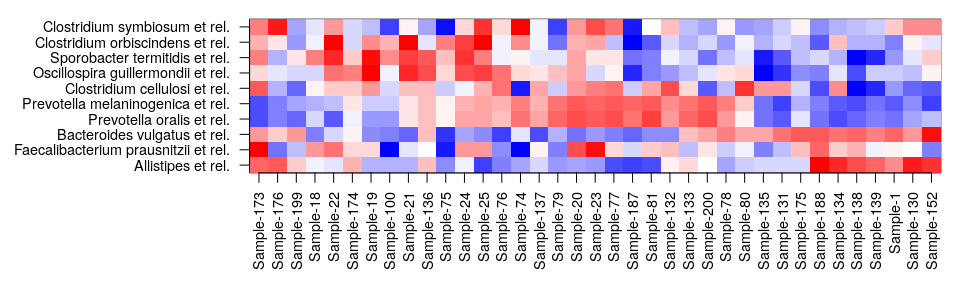 Clostridium symbiosum et rel.
Clostridium orbiscindens et rel.
Sporobacter termitidis et rel.
Oscillospira guillermondii et rel.
Clostridium cellulosi et rel.
Prevotella melaninogenica et rel.
Prevotella oralis et rel.
Bacteroides vulgatus et rel.
Faecalibacterium prausnitzii et rel.
Allistipes et rel.
Sample-173
Sample-176
Sample-199
Sample-18
Sample-22
Sample-174
Sample-19
Sample-100
Sample-21
Sample-136
Sample-75
Sample-24
Sample-25
Sample-76
Sample-74
Sample-137
Sample-79
Sample-20
Sample-23
Sample-77
Sample-187
Sample-81
Sample-132
Sample-133
Sample-200
Sample-78
Sample-80
Sample-135
Sample-131
Sample-175
Sample-188
Sample-134
Sample-138
Sample-139
Sample-1
Sample-130
Sample-152